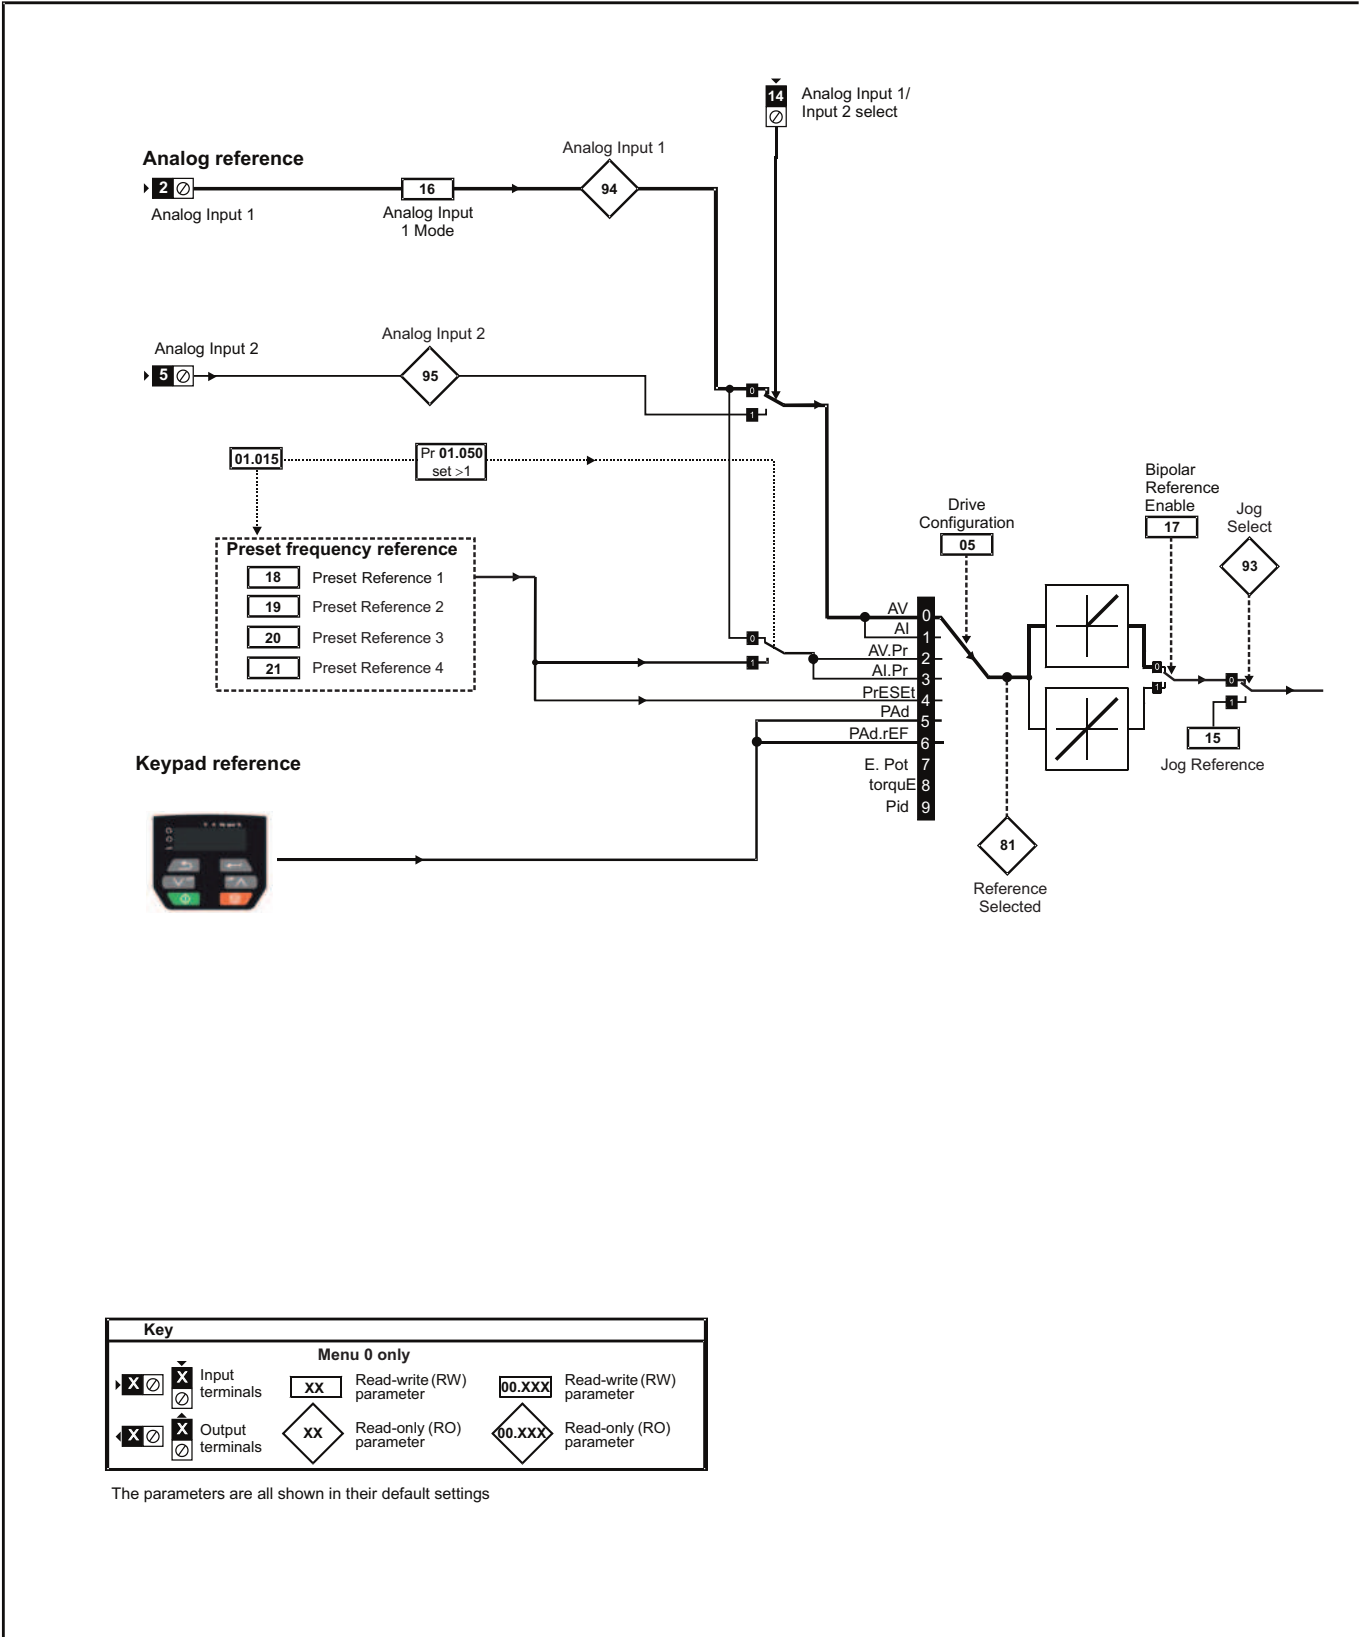 14
Analog Input 1/
Input 2 select
Analog reference
Analog Input 1
2
16
94
Analog Input 1
Analog Input
1 Mode
Analog Input 2
Analog Input 2
5
95
0
1
01.015
Pr 01.050
set >1
Preset frequency reference
18 Preset Reference 1
19 Preset Reference 2
20 Preset Reference 3
21 Preset Reference 4
0
1
Drive
Configuration
05
Bipolar
Reference
Enable
17
Jog
Select
93
AV 0
AI 1
AV.Pr 2
AI.Pr 3
PrESEt 4
PAd 5
PAd.rEF 6
E. Pot 7
torquE 8
Pid 9
0
1
0
1
15
Jog Reference
81
Reference
Selected
Keypad reference
Key
Menu 0 only
X
X
Input
terminals
XX
Read-write (RW)
parameter
00.XXX
Read-write (RW)
parameter
X
X
Output
terminals
XX
Read-only (RO)
parameter
00.XXX
Read-only (RO)
parameter
The parameters are all shown in their default settings